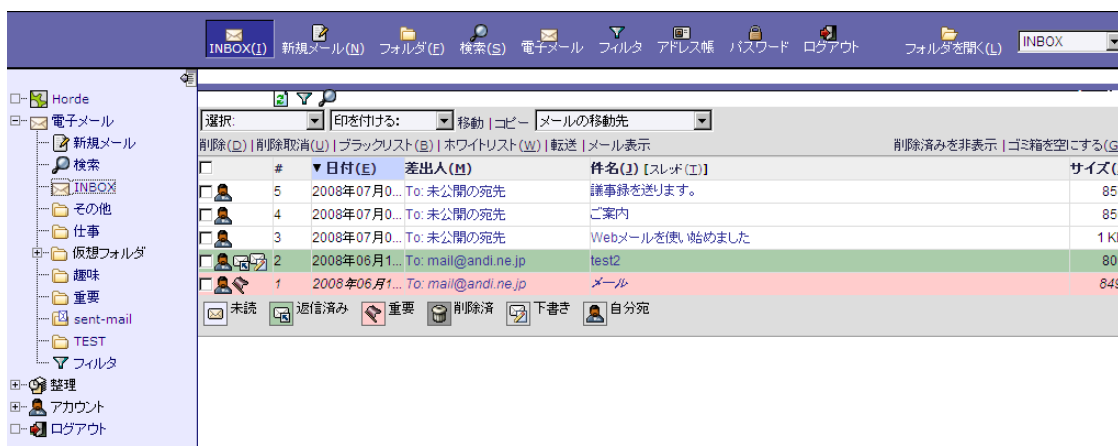 INBOX(I) 新規メール(N) フォルダ(F) 検索(S) 電子メール フィルタ アドレス帳 パスワード ログアウト フォルダを開く(L) INBOX
Horde
電子メール
新規メール
検索
INBOX
その他
仕事
仮想フォルダ
趣味
重要
sent-mail
TEST
フィルタ
整理
アカウント
ログアウト
選択: 印を付ける: 移動 | コピー メールの移動先
削除(D) | 削除取消(U) | ブラックリスト(B) | ホワイトリスト(W) | 転送 | メール表示 削除済みを非表示 | ゴミ箱を空にする(G
# ▼日付(E) 差出人(M) 件名(J) [スレッド(T)] サイズ(
5 2008年07月0... To: 未公開の宛先 議事録を送ります。 85
4 2008年07月0... To: 未公開の宛先 ご案内 85
3 2008年07月0... To: 未公開の宛先 Webメールを使い始めました 1 K
2 2008年06月1... To: mail@andi.ne.jp test2 80
1 2008年06月1... To: mail@andi.ne.jp メール 849
未読 返信済み 重要 削除済 下書き 自分宛